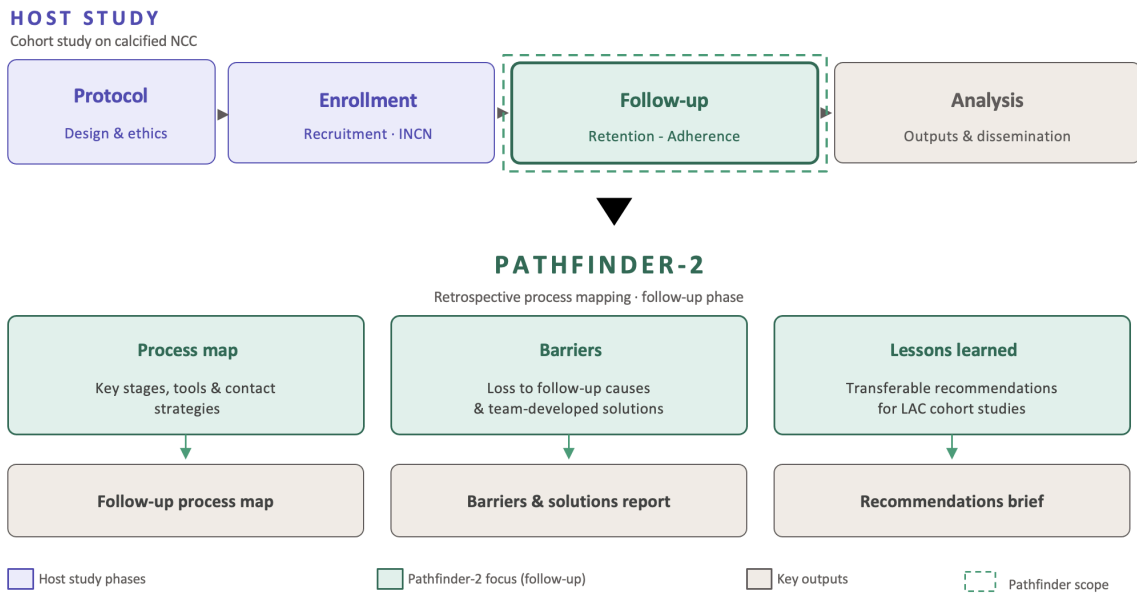 HOST STUDY
Cohort study on calcified NCC
Protocol
Design & ethics
Enrollment
Recruitment · INCN
Follow-up
Retention - Adherence
Analysis
Outputs & dissemination
PATHFINDER-2
Retrospective process mapping · follow-up phase
Process map
Key stages, tools & contact
strategies
Barriers
Loss to follow-up causes
& team-developed solutions
Lessons learned
Transferable recommendations
for LAC cohort studies
Follow-up process map
Barriers & solutions report
Recommendations brief
Host study phases
Pathfinder-2 focus (follow-up)
Key outputs
Pathfinder scope